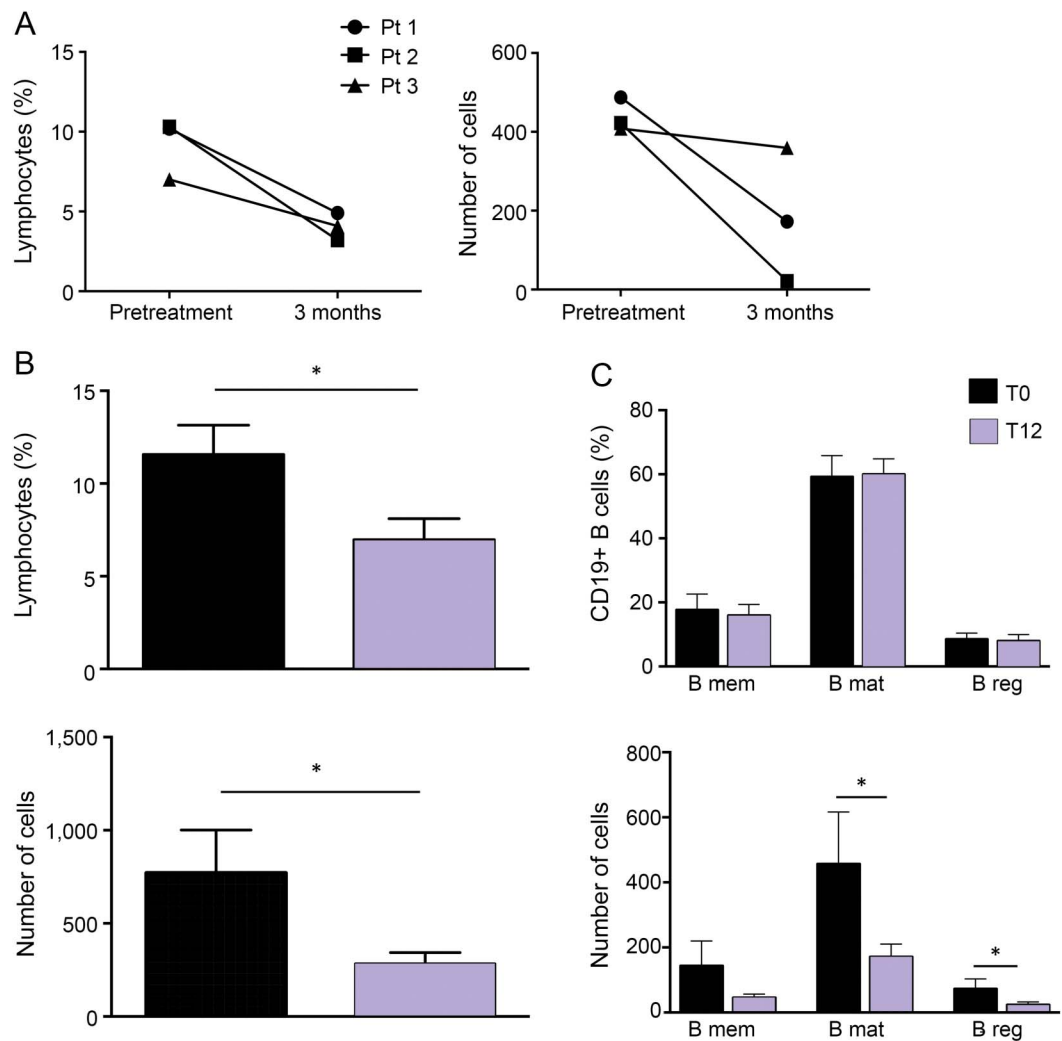 A
Pt 1
Pt 2
Pt 3
Lymphocytes (%)
15
10
5
0
Pretreatment 3 months
Number of cells
600
400
200
0
Pretreatment 3 months
B
*
Lymphocytes (%)
15
10
5
0
C
T0
T12
CD19+ B cells (%)
80
60
40
20
0
B mem B mat B reg
*
Number of cells
1,500
1,000
500
0
*
*
Number of cells
800
600
400
200
0
B mem B mat B reg